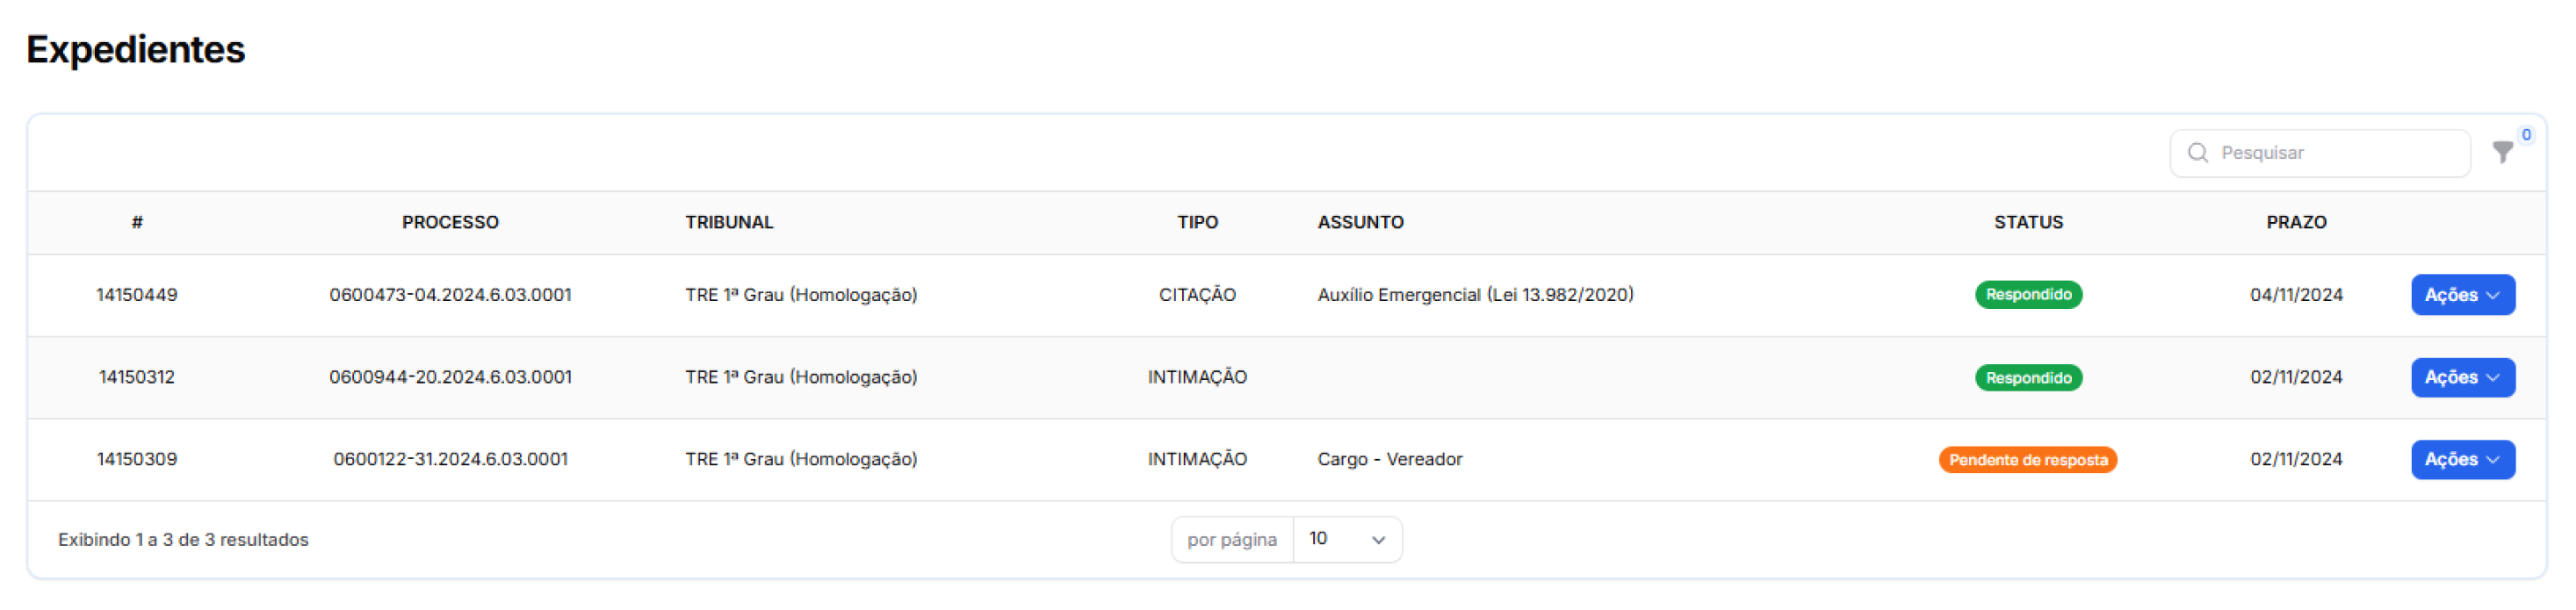 Expedientes
Pesquisar
0
# PROCESSO TRIBUNAL TIPO ASSUNTO STATUS PRAZO
14150449 0600473-04.2024.6.03.0001 TRE 1ª Grau (Homologação) CITAÇÃO Auxílio Emergencial (Lei 13.982/2020) Respondido 04/11/2024 Ações
14150312 0600944-20.2024.6.03.0001 TRE 1ª Grau (Homologação) INTIMAÇÃO Respondido 02/11/2024 Ações
14150309 0600122-31.2024.6.03.0001 TRE 1ª Grau (Homologação) INTIMAÇÃO Cargo - Vereador Pendente de resposta 02/11/2024 Ações
Exibindo 1 a 3 de 3 resultados por página 10